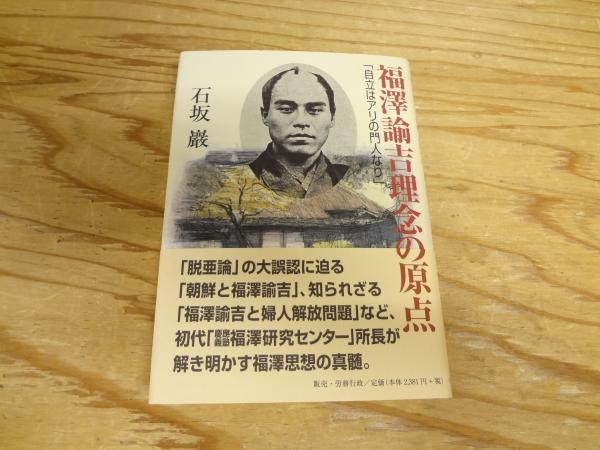 福澤諭吉理念の原点
「自立はアリの門人なり」
石坂 巌
「脱亜論」の大誤認に迫る
「朝鮮と福澤諭吉」、知られざる
「福澤諭吉と婦人解放問題」など、
初代「慶應義塾福澤研究センター」所長が
解き明かす福澤思想の真髄。
販売・労務行政／定価(本体2,381円+税)